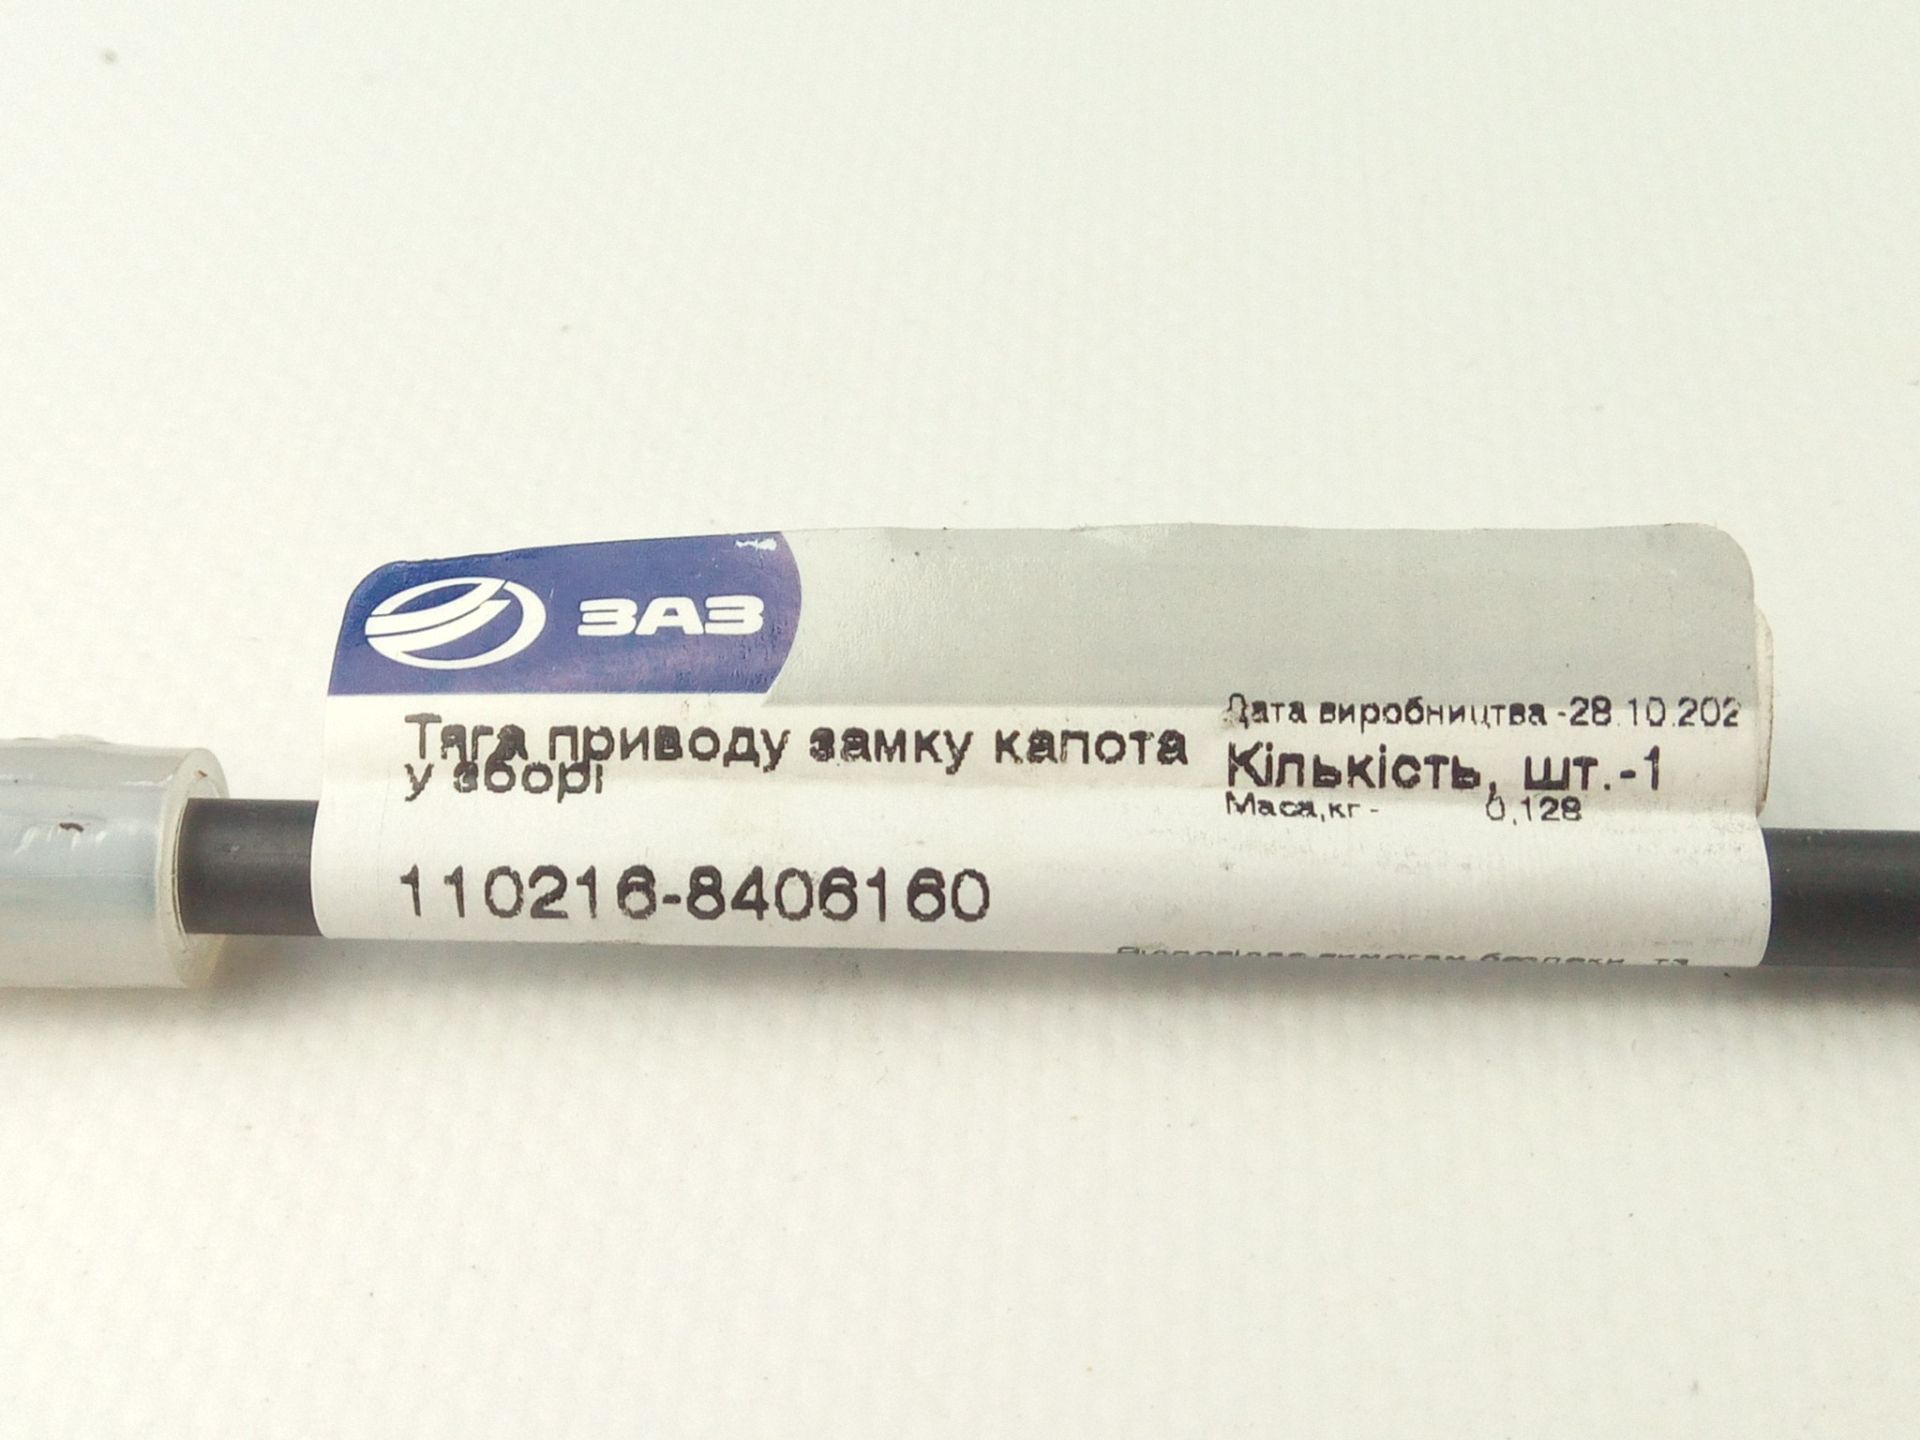 ЗАЗ
Тяга приводу замку капота
у зборі
110216-8406160
Дата виробництва -28.10.202
Кількість, шт.-1
Маса,кг - 0,128